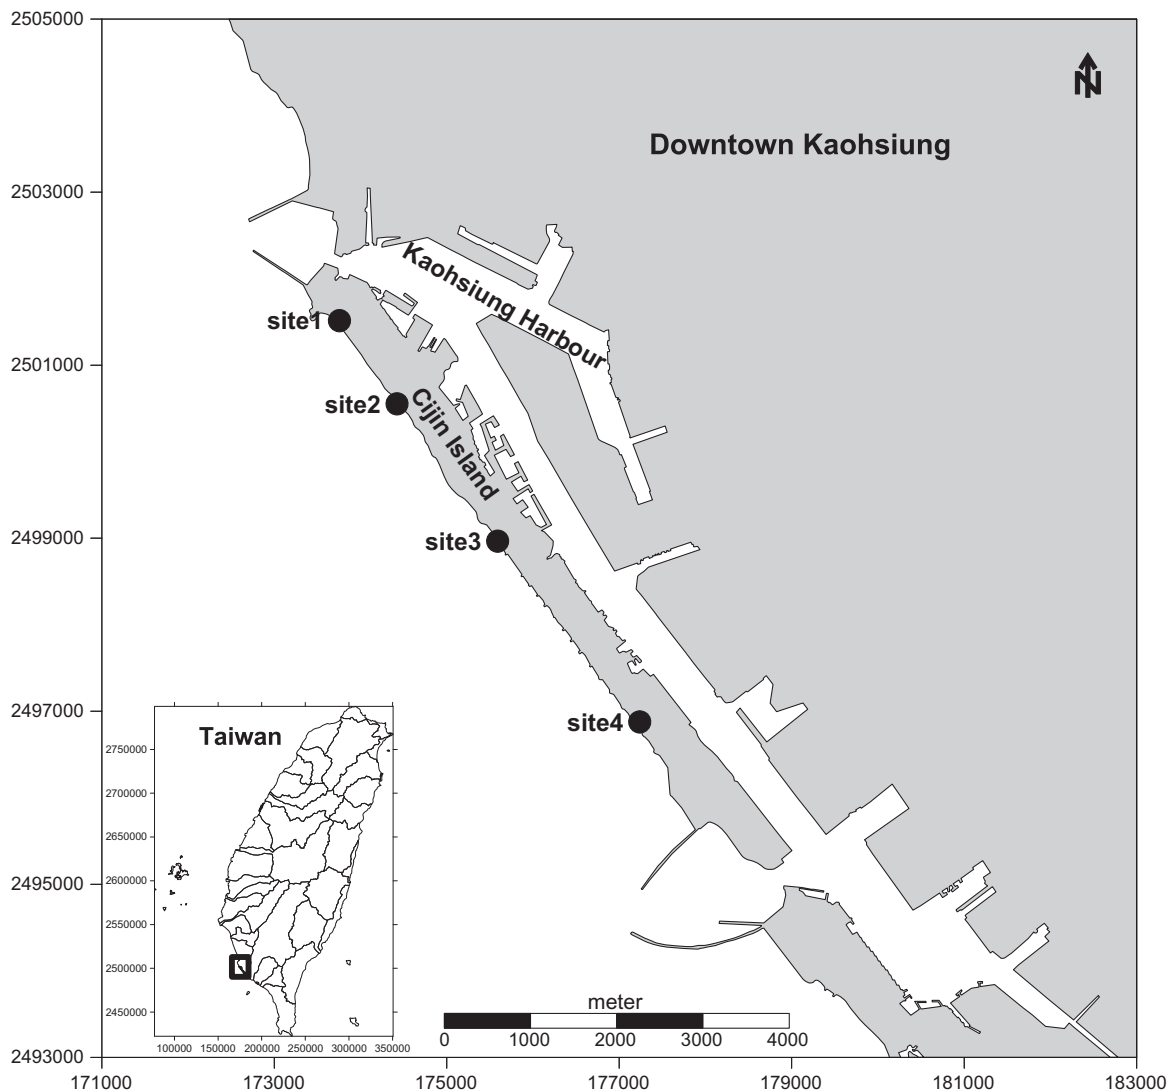 2505000
N
Downtown Kaohsiung
2503000
Kaohsiung Harbour
site1
2501000
site2
Cijin Island
2499000
site3
2497000
site4
Taiwan
2750000
2700000
2650000
2600000
2550000
2500000
2450000
100000 150000 200000 250000 300000 350000
2495000
meter
0 1000 2000 3000 4000
2493000
171000 173000 175000 177000 179000 181000 183000